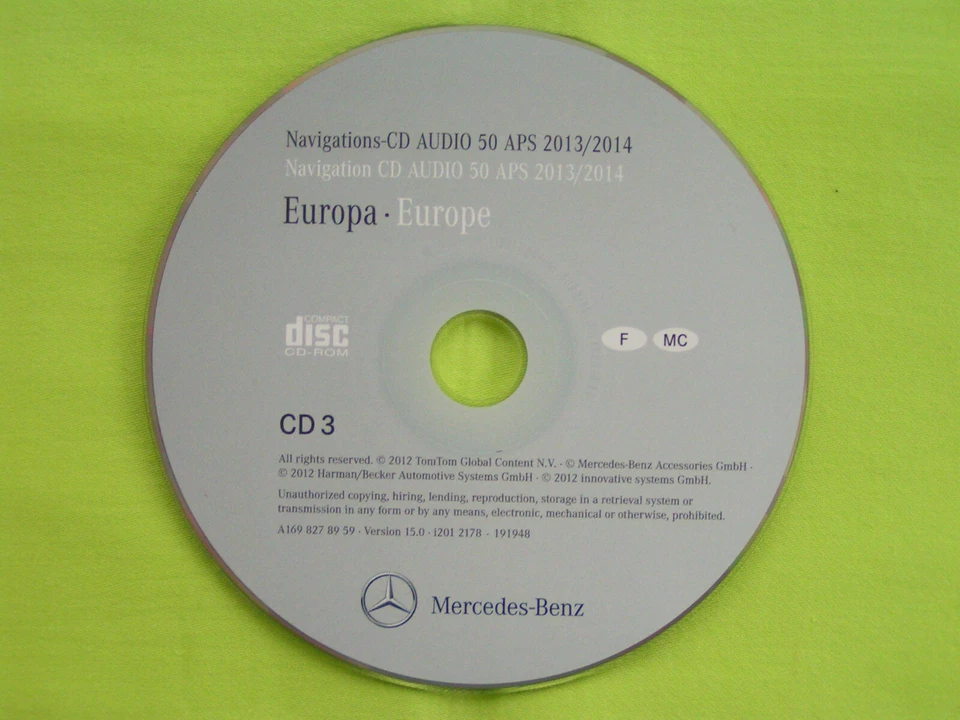 Navigations-CD AUDIO 50 APS 2013/2014
Navigation CD AUDIO 50 APS 2013/2014
Europa · Europe
COMPACT
disc
CD-ROM
F MC
CD 3
All rights reserved. © 2012 TomTom Global Content N.V. · © Mercedes-Benz Accessories GmbH ·
© 2012 Harman/Becker Automotive Systems GmbH · © 2012 innovative systems GmbH.
Unauthorized copying, hiring, lending, reproduction, storage in a retrieval system or
transmission in any form or by any means, electronic, mechanical or otherwise, prohibited.
A169 827 89 59 · Version 15.0 · i201 2178 · 191948
Mercedes-Benz